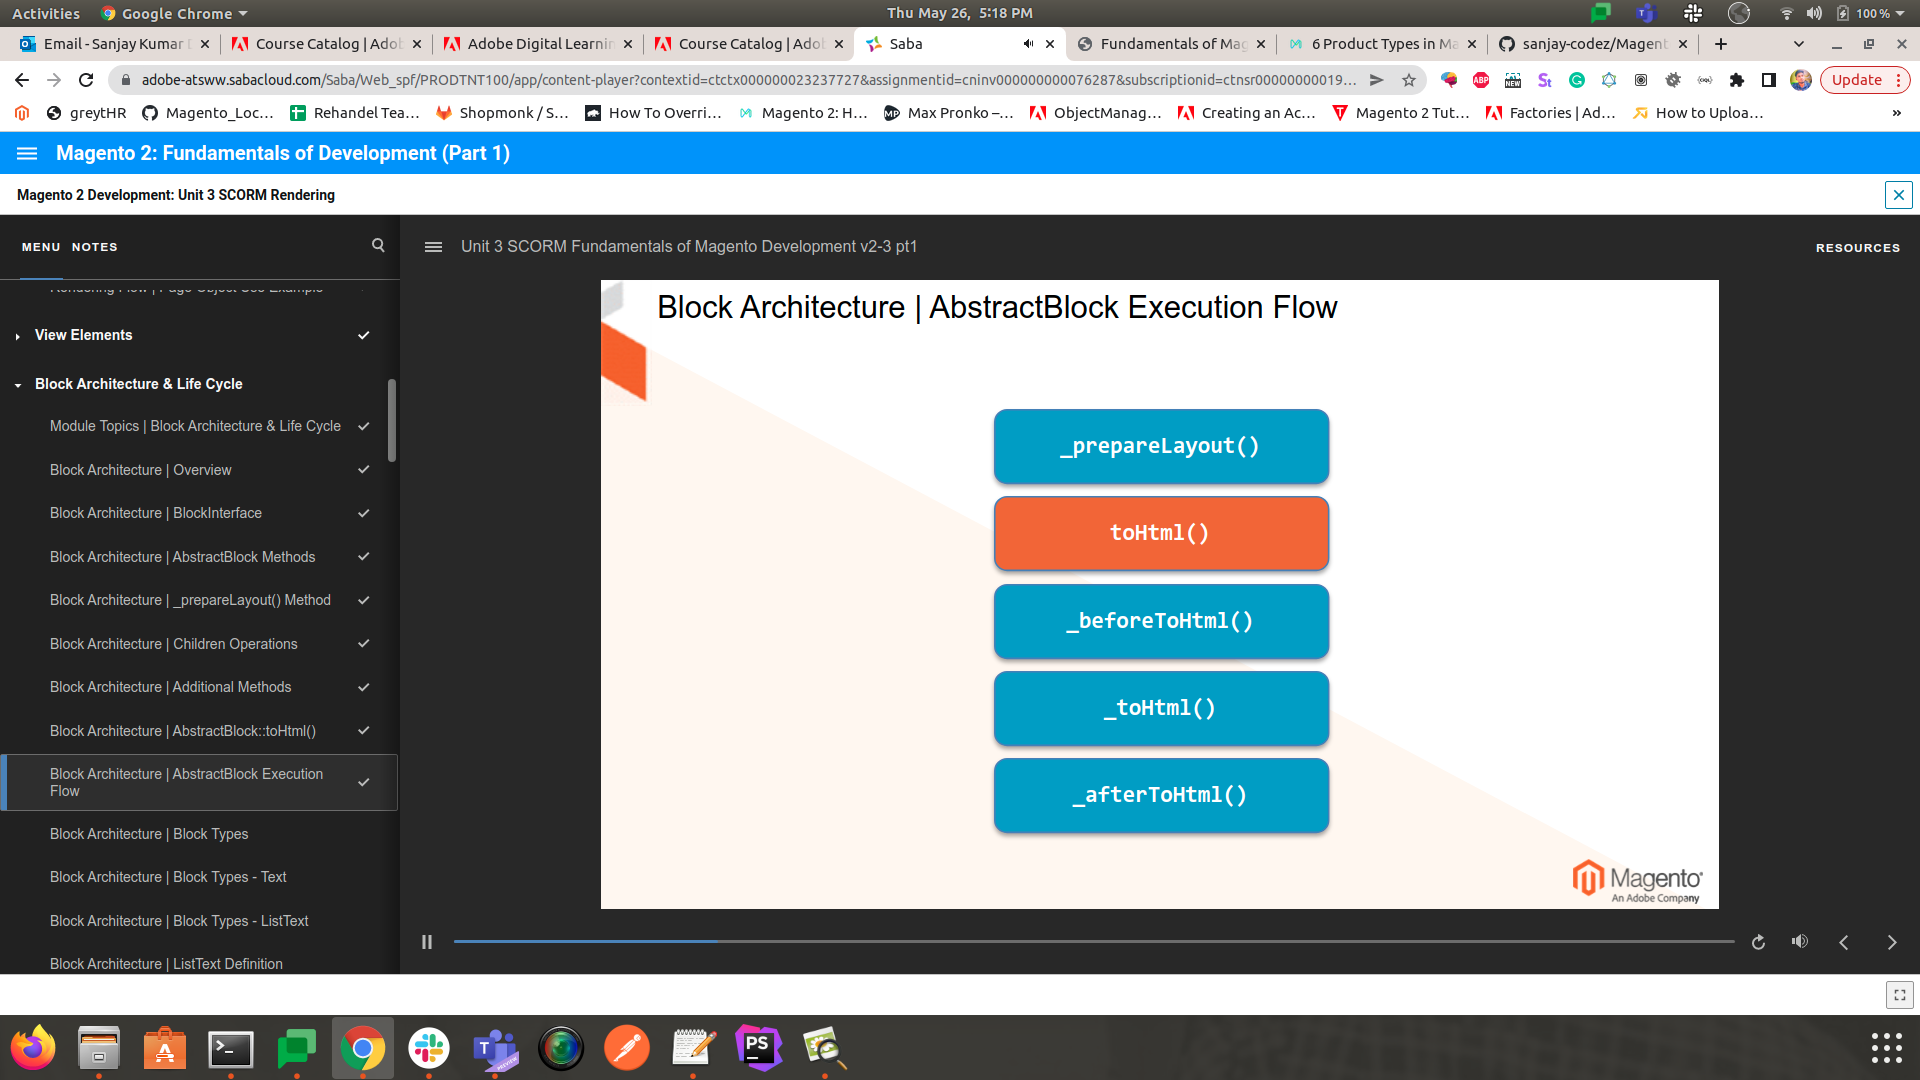 Activities
Google Chrome
Thu May 26, 5:18 PM
100 %
Email - Sanjay Kumar
Course Catalog | Adob
Adobe Digital Learnin
Course Catalog | Adob
Saba
Fundamentals of Mag
6 Product Types in Ma
sanjay-codez/Magent
adobe-atsww.sabacloud.com/Saba/Web_spf/PRODTNT100/app/content-player?contextid=ctctx000000023237727&assignmentid=cninv000000000076287&subscriptionid=ctnsr00000000019...
Update
greytHR
Magento_Loc...
Rehandel Tea...
Shopmonk / S...
How To Overri...
Magento 2: H...
Max Pronko –...
ObjectManag...
Creating an Ac...
Magento 2 Tut...
Factories | Ad...
How to Uploa...
»
Magento 2: Fundamentals of Development (Part 1)
Magento 2 Development: Unit 3 SCORM Rendering
MENU
NOTES
Unit 3 SCORM Fundamentals of Magento Development v2-3 pt1
RESOURCES
Rendering Flow | Page Object Use Example
View Elements
Block Architecture & Life Cycle
Module Topics | Block Architecture & Life Cycle
Block Architecture | Overview
Block Architecture | BlockInterface
Block Architecture | AbstractBlock Methods
Block Architecture | _prepareLayout() Method
Block Architecture | Children Operations
Block Architecture | Additional Methods
Block Architecture | AbstractBlock::toHtml()
Block Architecture | AbstractBlock Execution
Flow
Block Architecture | Block Types
Block Architecture | Block Types - Text
Block Architecture | Block Types - ListText
Block Architecture | ListText Definition
Block Architecture | AbstractBlock Execution Flow
_prepareLayout()
toHtml()
_beforeToHtml()
_toHtml()
_afterToHtml()
Magento
An Adobe Company